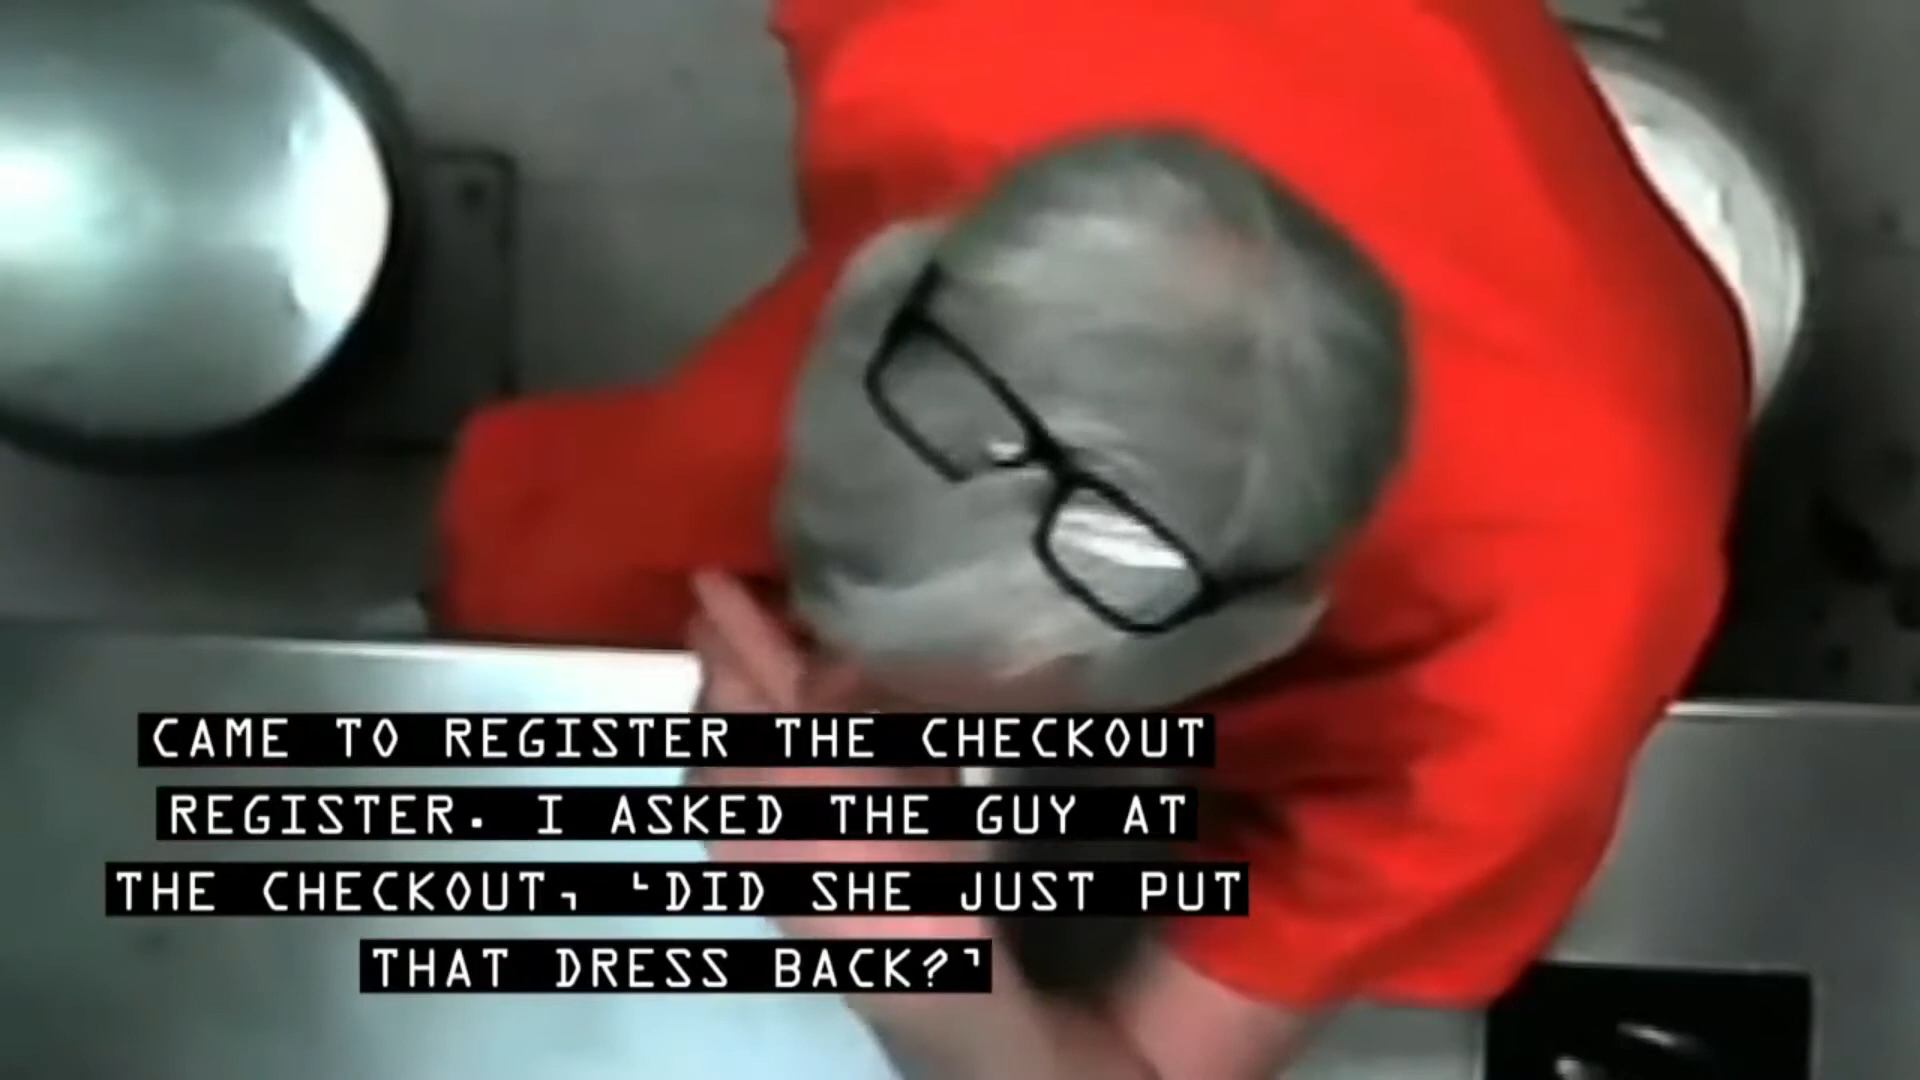 CAME TO REGISTER THE CHECKOUT
REGISTER. I ASKED THE GUY AT
THE CHECKOUT, 'DID SHE JUST PUT
THAT DRESS BACK?'